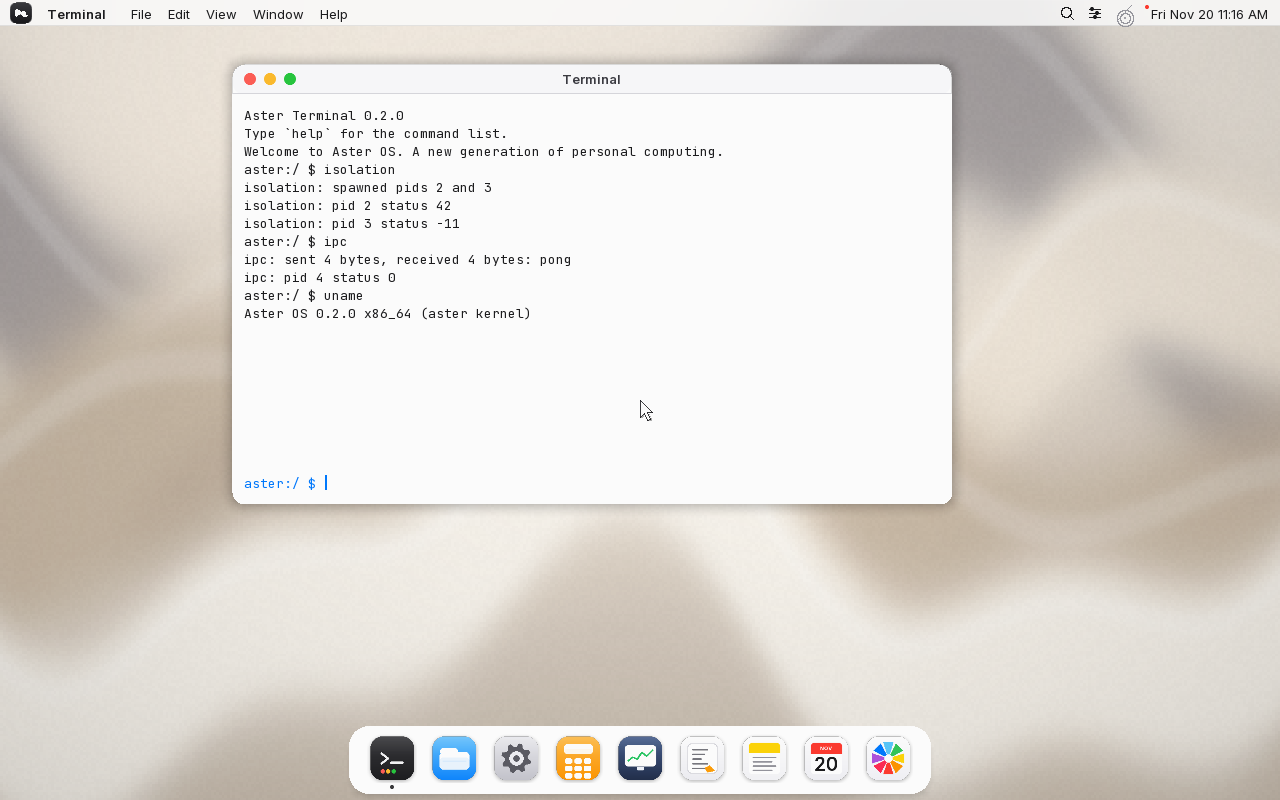 Terminal File Edit View Window Help Fri Nov 20 11:16 AM
Terminal
Aster Terminal 0.2.0
Type `help` for the command list.
Welcome to Aster OS. A new generation of personal computing.
aster:/ $ isolation
isolation: spawned pids 2 and 3
isolation: pid 2 status 42
isolation: pid 3 status -11
aster:/ $ ipc
ipc: sent 4 bytes, received 4 bytes: pong
ipc: pid 4 status 0
aster:/ $ uname
Aster OS 0.2.0 x86_64 (aster kernel)
aster:/ $
NOV
20